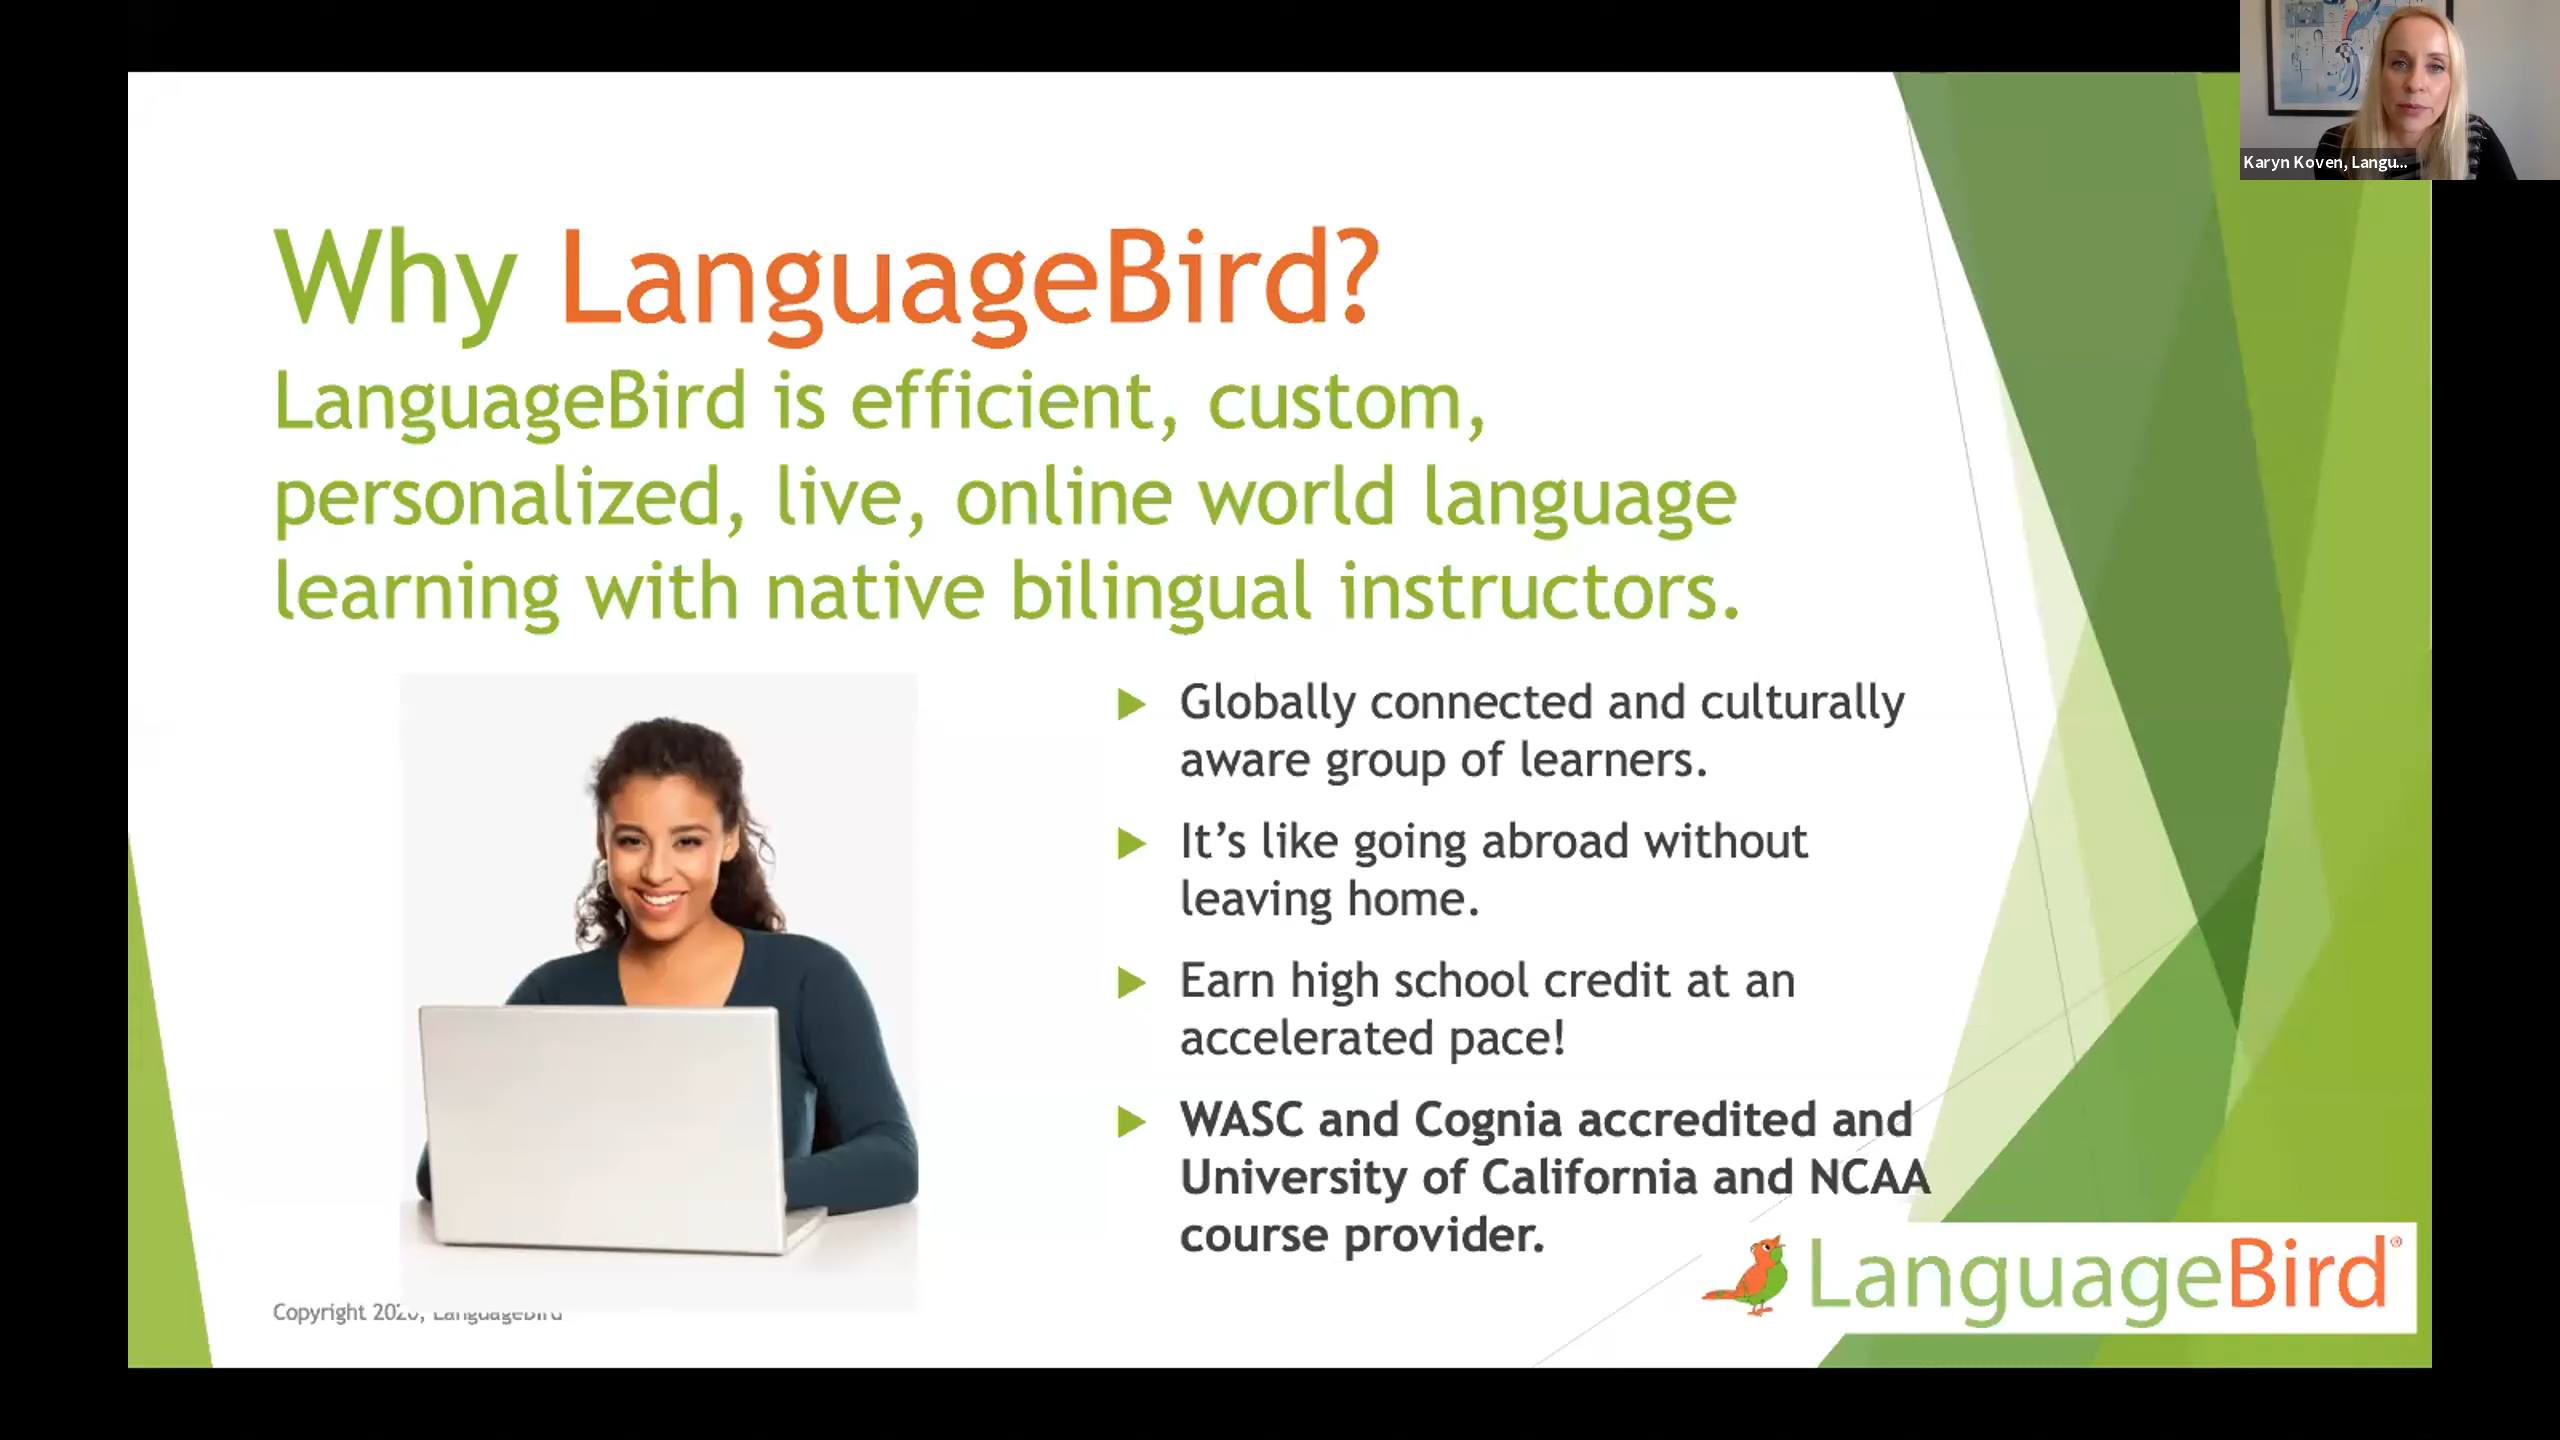 Karyn Koven, Langu...
Why LanguageBird?
LanguageBird is efficient, custom,
personalized, live, online world language
learning with native bilingual instructors.
Globally connected and culturally
aware group of learners.
It’s like going abroad without
leaving home.
Earn high school credit at an
accelerated pace!
WASC and Cognia accredited and
University of California and NCAA
course provider.
LanguageBird®
Copyright 2020, LanguageBird